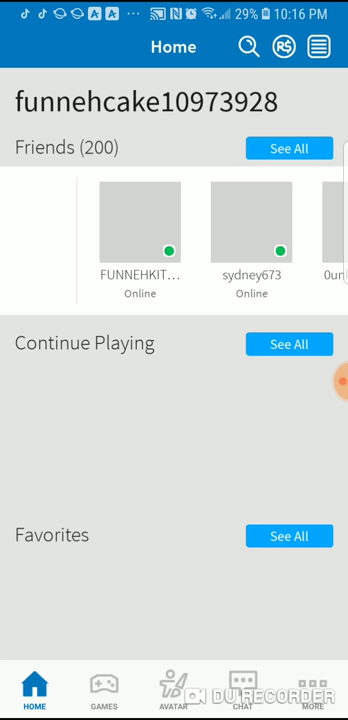 29% 10:16 PM
Home
R$
funnehcake10973928
Friends (200)
See All
FUNNEHKIT...
Online
sydney673
Online
0un
Continue Playing
See All
Favorites
See All
HOME
GAMES
AVATAR
CHAT
MORE
DU RECORDER